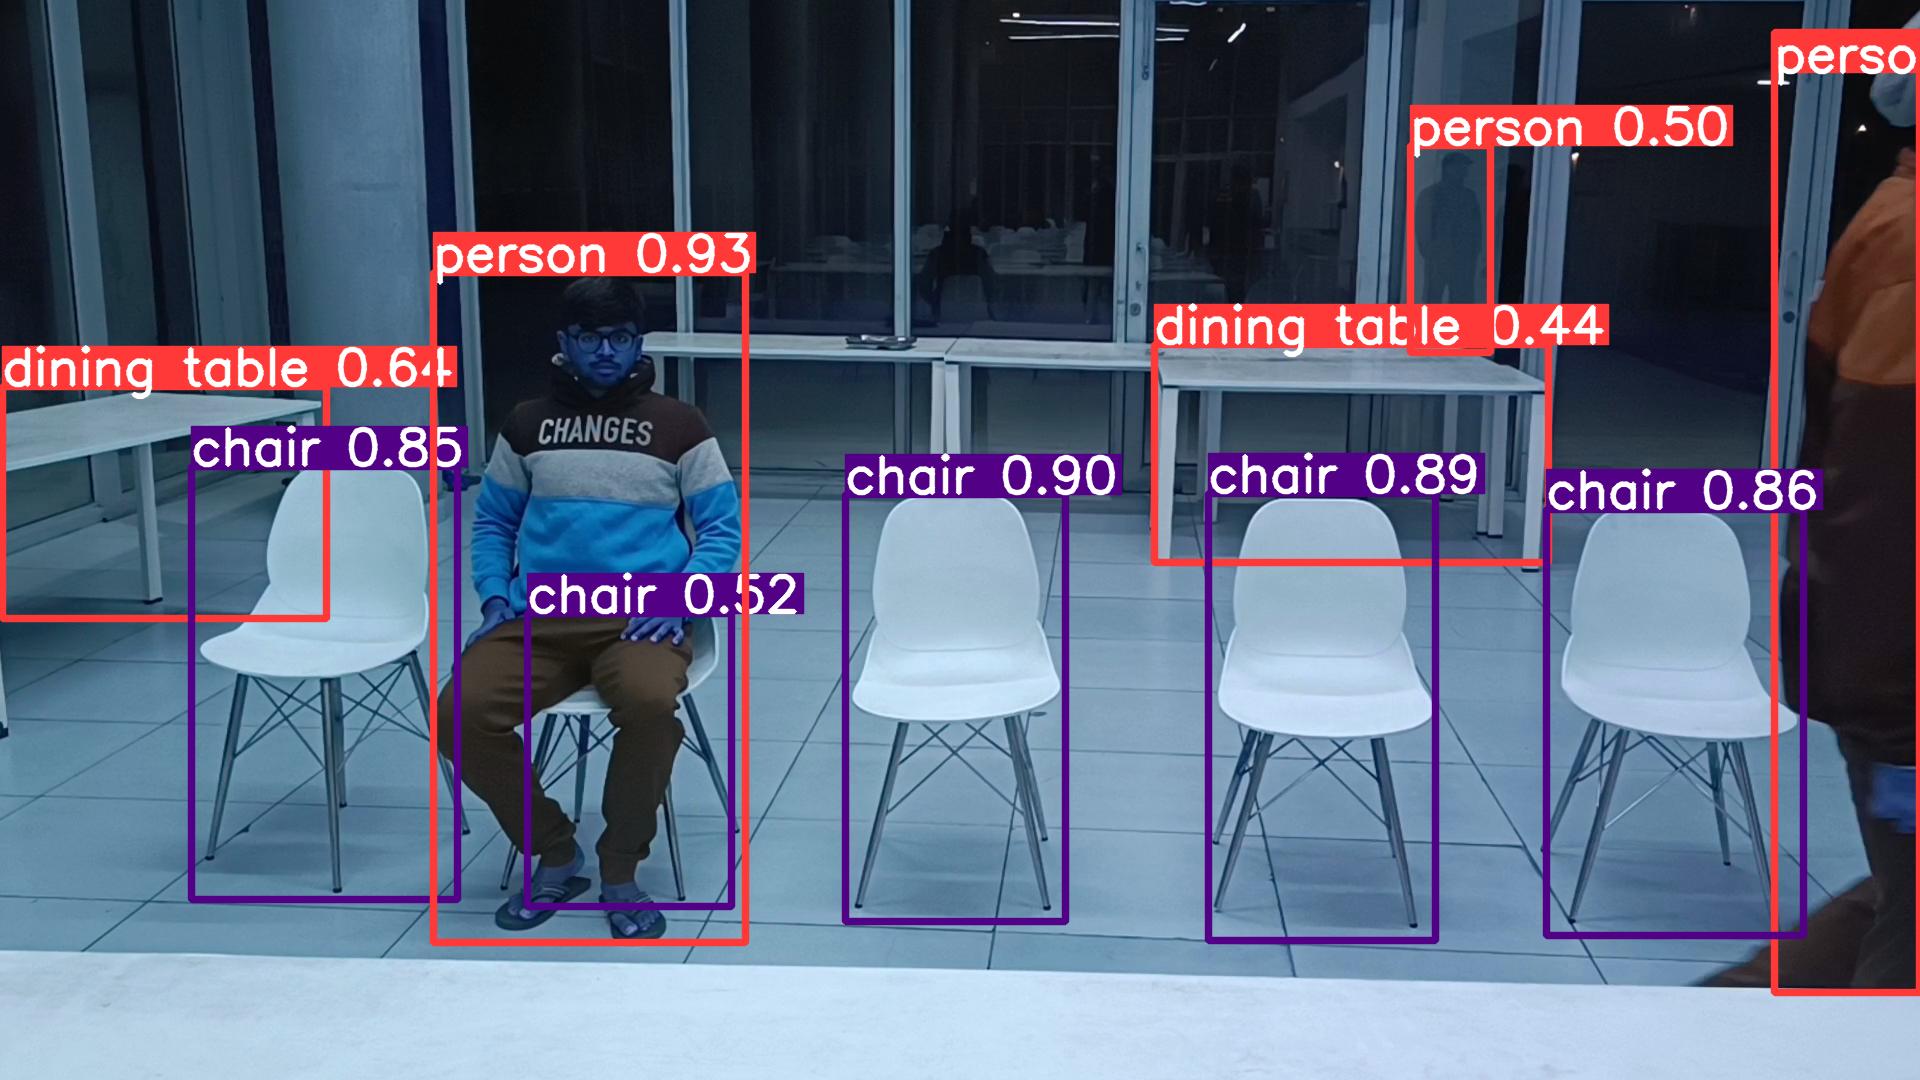 perso
person 0.50
person 0.93
dining table 0.44
dining table 0.64
chair 0.85
CHANGES
chair 0.90
chair 0.89
chair 0.86
chair 0.52